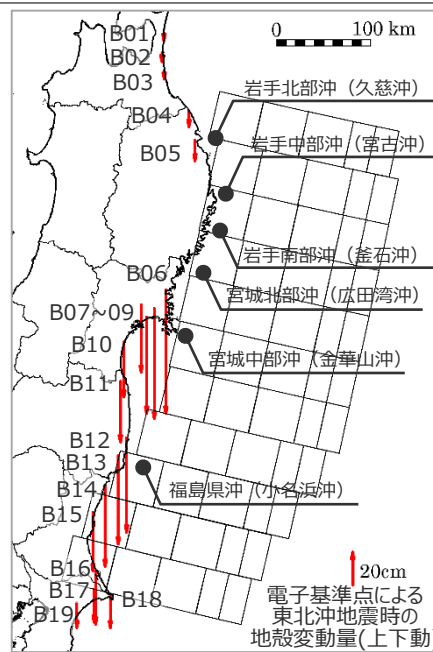 B01
B02
B03
B04
B05
B06
B07~09
B10
B11
B12
B13
B14
B15
B16
B17
B18
B19
0 100 km
岩手北部沖（久慈沖）
岩手中部沖（宮古沖）
岩手南部沖（釜石沖）
宮城北部沖（広田湾沖）
宮城中部沖（金華山沖）
福島県沖（小名浜沖）
20cm
電子基準点による
東北沖地震時の
地殻変動量(上下動)